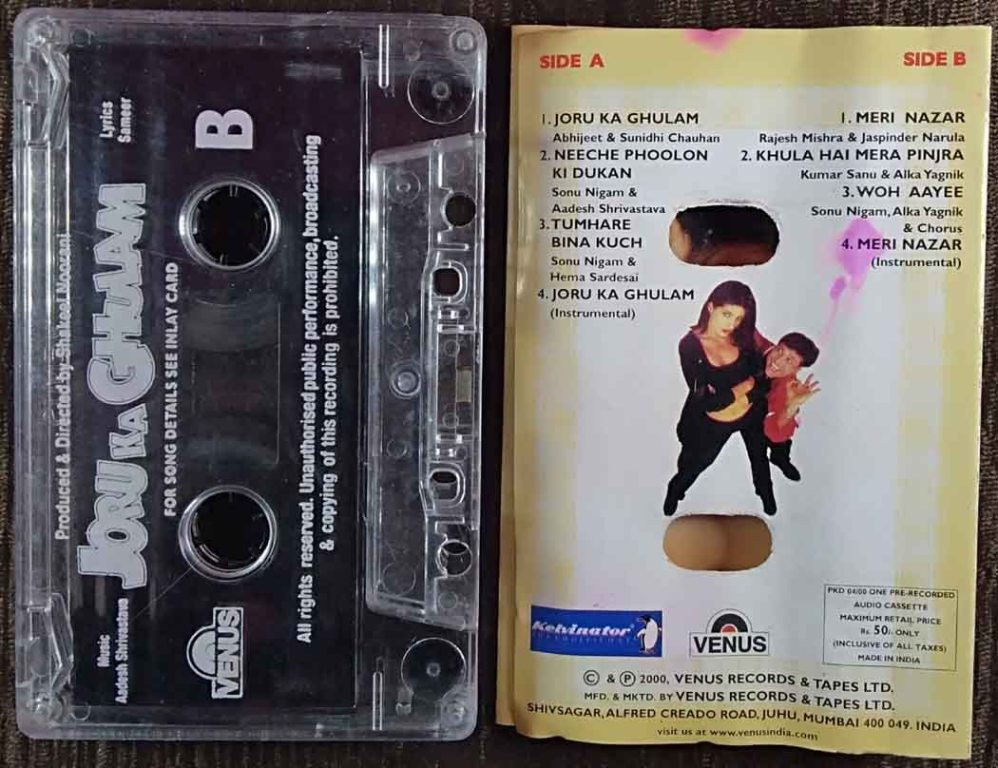 Produced & Directed by Shakeel Noorani
Music
Aadesh Shrivastava
JORU KA GHULAM
Lyrics
Sameer
FOR SONG DETAILS SEE INLAY CARD
B
VENUS
All rights reserved. Unauthorised public performance, broadcasting
& copying of this recording is prohibited.
SIDE A
1. JORU KA GHULAM
Abhijeet & Sunidhi Chauhan
2. NEECHE PHOOLON
KI DUKAN
Sonu Nigam &
Aadesh Shrivastava
3. TUMHARE
BINA KUCH
Sonu Nigam &
Hema Sardesai
4. JORU KA GHULAM
(Instrumental)
SIDE B
1. MERI NAZAR
Rajesh Mishra & Jaspinder Narula
2. KHULA HAI MERA PINJRA
Kumar Sanu & Alka Yagnik
3. WOH AAYEE
Sonu Nigam, Alka Yagnik
& Chorus
4. MERI NAZAR
(Instrumental)
Kelvinator
VENUS
PKD 04/00 ONE PRE-RECORDED
AUDIO CASSETTE
MAXIMUM RETAIL PRICE
Rs. 50/- ONLY
(INCLUSIVE OF ALL TAXES)
MADE IN INDIA
© & ℗ 2000, VENUS RECORDS & TAPES LTD.
MFD. & MKTD. BY VENUS RECORDS & TAPES LTD.
SHIVSAGAR, ALFRED CREADO ROAD, JUHU, MUMBAI 400 049. INDIA
visit us at www.venusindia.com